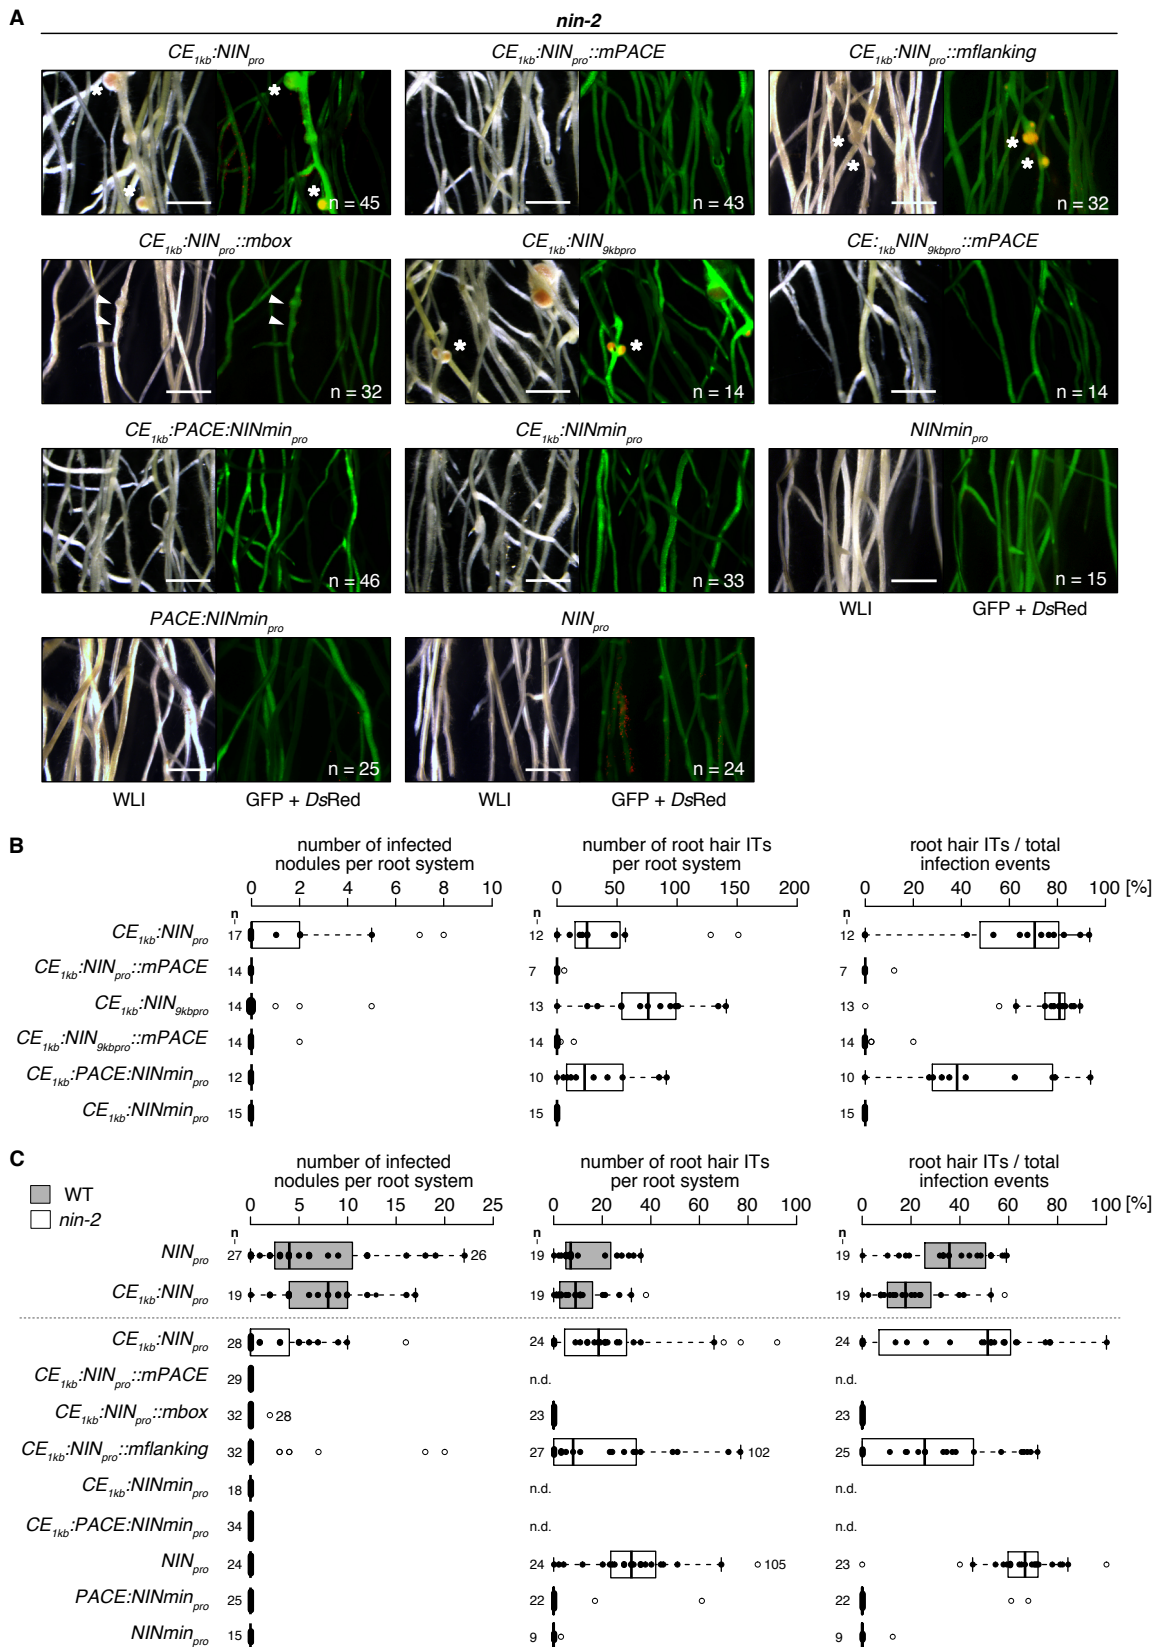 A
nin-2
CE1kb:NINpro
CE1kb:NINpro::mPACE
CE1kb:NINpro::mflanking
*
*
*
*
*
*
*
*
n = 45
n = 43
n = 32
CE1kb:NINpro::mbox
CE1kb:NIN9kbpro
CE:1kbNIN9kbpro::mPACE
*
*
n = 32
n = 14
n = 14
CE1kb:PACE:NINminpro
CE1kb:NINminpro
NINminpro
n = 46
n = 33
n = 15
WLI GFP + DsRed
PACE:NINminpro
NINpro
n = 25
n = 24
WLI GFP + DsRed WLI GFP + DsRed
B
number of infected nodules per root system
number of root hair ITs per root system
root hair ITs / total infection events
0 2 4 6 8 10
0 50 100 150 200
0 20 40 60 80 100 [%]
n n n
CE1kb:NINpro 17 12 12
CE1kb:NINpro::mPACE 14 7 7
CE1kb:NIN9kbpro 14 13 13
CE1kb:NIN9kbpro::mPACE 14 14 14
CE1kb:PACE:NINminpro 12 10 10
CE1kb:NINminpro 15 15 15
C
number of infected nodules per root system
number of root hair ITs per root system
root hair ITs / total infection events
WT
nin-2
0 5 10 15 20 25
0 20 40 60 80 100
0 20 40 60 80 100 [%]
n n n
NINpro 27 26 19 19
CE1kb:NINpro 19 19 19
CE1kb:NINpro 28 24 24
CE1kb:NINpro::mPACE 29 n.d. n.d.
CE1kb:NINpro::mbox 32 28 23 23
CE1kb:NINpro::mflanking 32 27 102 25
CE1kb:NINminpro 18 n.d. n.d.
CE1kb:PACE:NINminpro 34 n.d. n.d.
NINpro 24 24 105 23
PACE:NINminpro 25 22 22
NINminpro 15 9 9